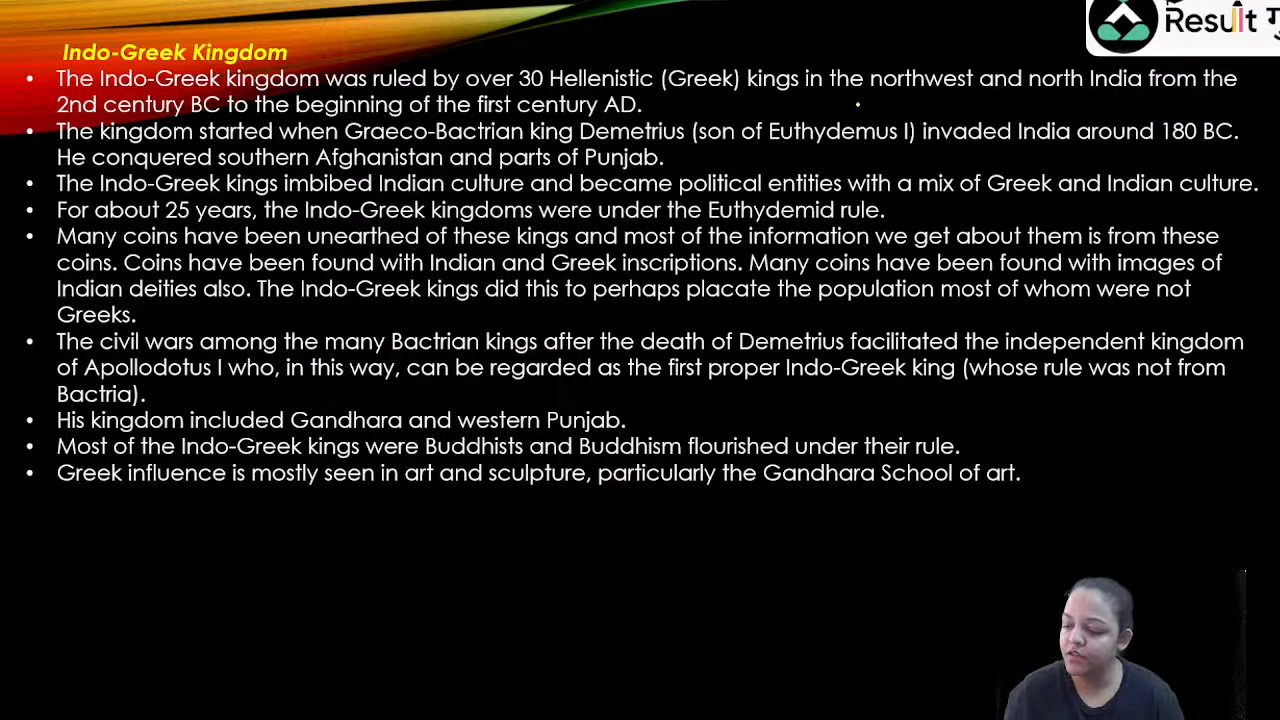 Result गु
Indo-Greek Kingdom
• The Indo-Greek kingdom was ruled by over 30 Hellenistic (Greek) kings in the northwest and north India from the
2nd century BC to the beginning of the first century AD.
• The kingdom started when Graeco-Bactrian king Demetrius (son of Euthydemus I) invaded India around 180 BC.
He conquered southern Afghanistan and parts of Punjab.
• The Indo-Greek kings imbibed Indian culture and became political entities with a mix of Greek and Indian culture.
• For about 25 years, the Indo-Greek kingdoms were under the Euthydemid rule.
• Many coins have been unearthed of these kings and most of the information we get about them is from these
coins. Coins have been found with Indian and Greek inscriptions. Many coins have been found with images of
Indian deities also. The Indo-Greek kings did this to perhaps placate the population most of whom were not
Greeks.
• The civil wars among the many Bactrian kings after the death of Demetrius facilitated the independent kingdom
of Apollodotus I who, in this way, can be regarded as the first proper Indo-Greek king (whose rule was not from
Bactria).
• His kingdom included Gandhara and western Punjab.
• Most of the Indo-Greek kings were Buddhists and Buddhism flourished under their rule.
• Greek influence is mostly seen in art and sculpture, particularly the Gandhara School of art.